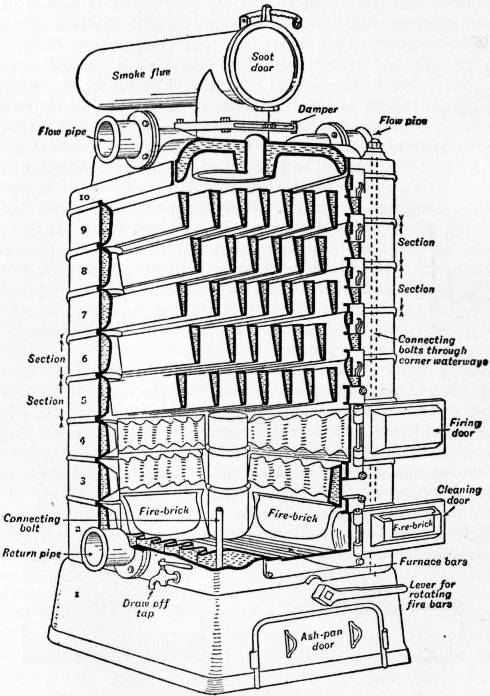 Smoke flue
Soot
door
Damper
Flow pipe
Flow pipe
10
9
8
7
6
5
4
3
2
1
Section
Section
Section
Section
Connecting
bolts through
corner waterways
Firing
door
Cleaning
door
Fire-brick
Fire-brick
Fire-brick
Connecting
bolt
Return pipe
Furnace bars
Draw off
tap
Lever for
rotating
fire bars
Ash-pan
door